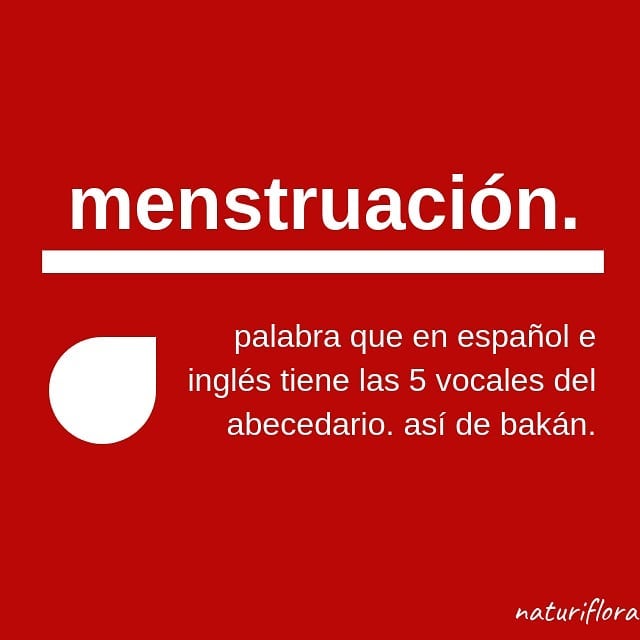 menstruación.
palabra que en español e
inglés tiene las 5 vocales del
abecedario. así de bakán.
naturiflora